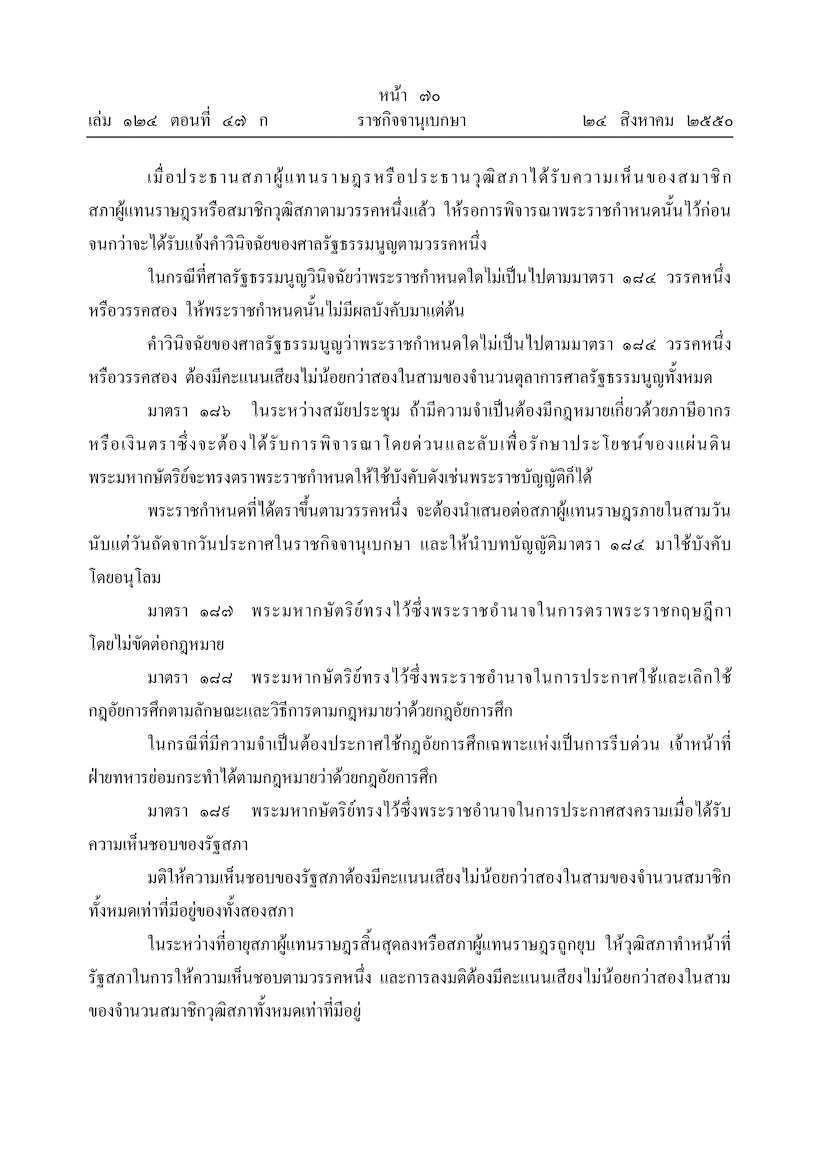 หน้า ๗๐
เล่ม ๑๒๔ ตอนที่ ๔๗ ก ราชกิจจานุเบกษา ๒๔ สิงหาคม ๒๕๕๐
เมื่อประธานสภาผู้แทนราษฎรหรือประธานวุฒิสภาได้รับความเห็นของสมาชิก
สภาผู้แทนราษฎรหรือสมาชิกวุฒิสภาตามวรรคหนึ่งแล้ว ให้รอการพิจารณาพระราชกำหนดนั้นไว้ก่อน
จนกว่าจะได้รับแจ้งคำวินิจฉัยของศาลรัฐธรรมนูญตามวรรคหนึ่ง
ในกรณีที่ศาลรัฐธรรมนูญวินิจฉัยว่าพระราชกำหนดใดไม่เป็นไปตามมาตรา ๑๘๔ วรรคหนึ่ง
หรือวรรคสอง ให้พระราชกำหนดนั้นไม่มีผลบังคับมาแต่ต้น
คำวินิจฉัยของศาลรัฐธรรมนูญว่าพระราชกำหนดใดไม่เป็นไปตามมาตรา ๑๘๔ วรรคหนึ่ง
หรือวรรคสอง ต้องมีคะแนนเสียงไม่น้อยกว่าสองในสามของจำนวนตุลาการศาลรัฐธรรมนูญทั้งหมด
มาตรา ๑๘๖ ในระหว่างสมัยประชุม ถ้ามีความจำเป็นต้องมีกฎหมายเกี่ยวด้วยภาษีอากร
หรือเงินตราซึ่งจะต้องได้รับการพิจารณาโดยด่วนและลับเพื่อรักษาประโยชน์ของแผ่นดิน
พระมหากษัตริย์จะทรงตราพระราชกำหนดให้ใช้บังคับดังเช่นพระราชบัญญัติก็ได้
พระราชกำหนดที่ได้ตราขึ้นตามวรรคหนึ่ง จะต้องนำเสนอต่อสภาผู้แทนราษฎรภายในสามวัน
นับแต่วันถัดจากวันประกาศในราชกิจจานุเบกษา และให้นำบทบัญญัติมาตรา ๑๘๔ มาใช้บังคับ
โดยอนุโลม
มาตรา ๑๘๗ พระมหากษัตริย์ทรงไว้ซึ่งพระราชอำนาจในการตราพระราชกฤษฎีกา
โดยไม่ขัดต่อกฎหมาย
มาตรา ๑๘๘ พระมหากษัตริย์ทรงไว้ซึ่งพระราชอำนาจในการประกาศใช้และเลิกใช้
กฎอัยการศึกตามลักษณะและวิธีการตามกฎหมายว่าด้วยกฎอัยการศึก
ในกรณีที่มีความจำเป็นต้องประกาศใช้กฎอัยการศึกเฉพาะแห่งเป็นการรีบด่วน เจ้าหน้าที่
ฝ่ายทหารย่อมกระทำได้ตามกฎหมายว่าด้วยกฎอัยการศึก
มาตรา ๑๘๙ พระมหากษัตริย์ทรงไว้ซึ่งพระราชอำนาจในการประกาศสงครามเมื่อได้รับ
ความเห็นชอบของรัฐสภา
มติให้ความเห็นชอบของรัฐสภาต้องมีคะแนนเสียงไม่น้อยกว่าสองในสามของจำนวนสมาชิก
ทั้งหมดเท่าที่มีอยู่ของทั้งสองสภา
ในระหว่างที่อายุสภาผู้แทนราษฎรสิ้นสุดลงหรือสภาผู้แทนราษฎรถูกยุบ ให้วุฒิสภาทำหน้าที่
รัฐสภาในการให้ความเห็นชอบตามวรรคหนึ่ง และการลงมติต้องมีคะแนนเสียงไม่น้อยกว่าสองในสาม
ของจำนวนสมาชิกวุฒิสภาทั้งหมดเท่าที่มีอยู่